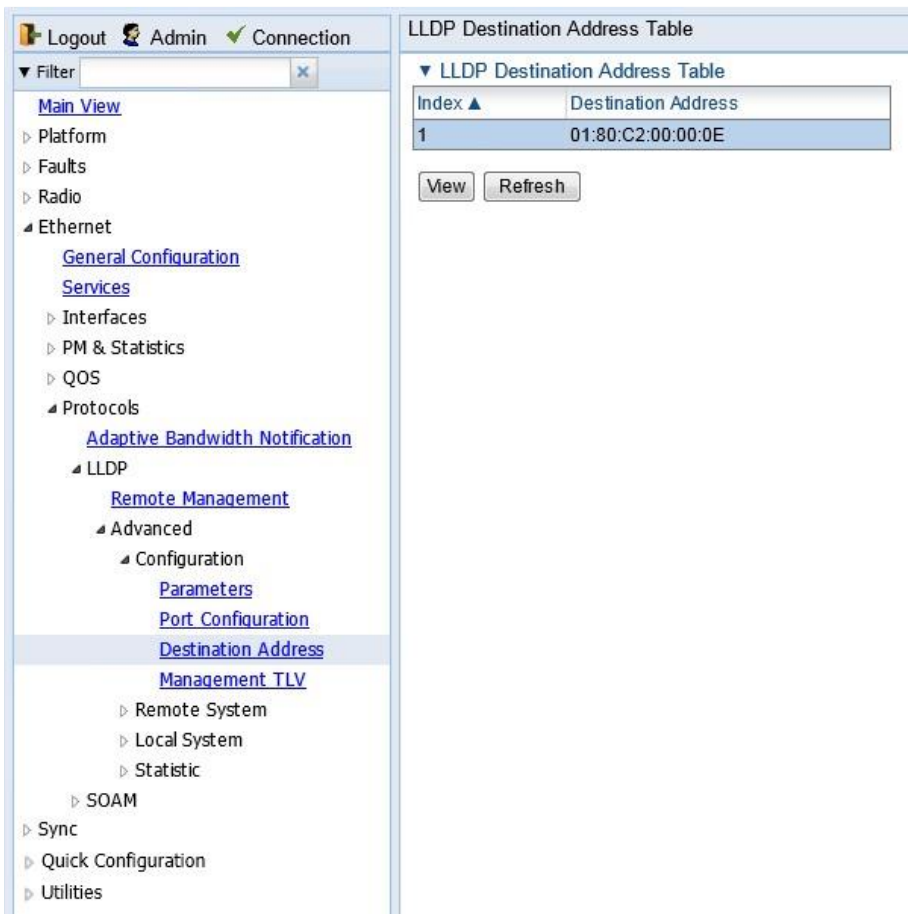 Logout Admin Connection
Filter
Main View
Platform
Faults
Radio
Ethernet
General Configuration
Services
Interfaces
PM & Statistics
QOS
Protocols
Adaptive Bandwidth Notification
LLDP
Remote Management
Advanced
Configuration
Parameters
Port Configuration
Destination Address
Management TLV
Remote System
Local System
Statistic
SOAM
Sync
Quick Configuration
Utilities
LLDP Destination Address Table
LLDP Destination Address Table
Index ▲ Destination Address
1 01:80:C2:00:00:0E
View Refresh